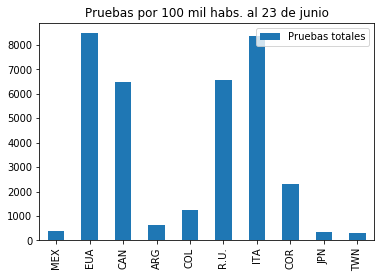 Pruebas por 100 mil habs. al 23 de junio
Pruebas totales
8000
7000
6000
5000
4000
3000
2000
1000
0
MEX
EUA
CAN
ARG
COL
R.U.
ITA
COR
JPN
TWN